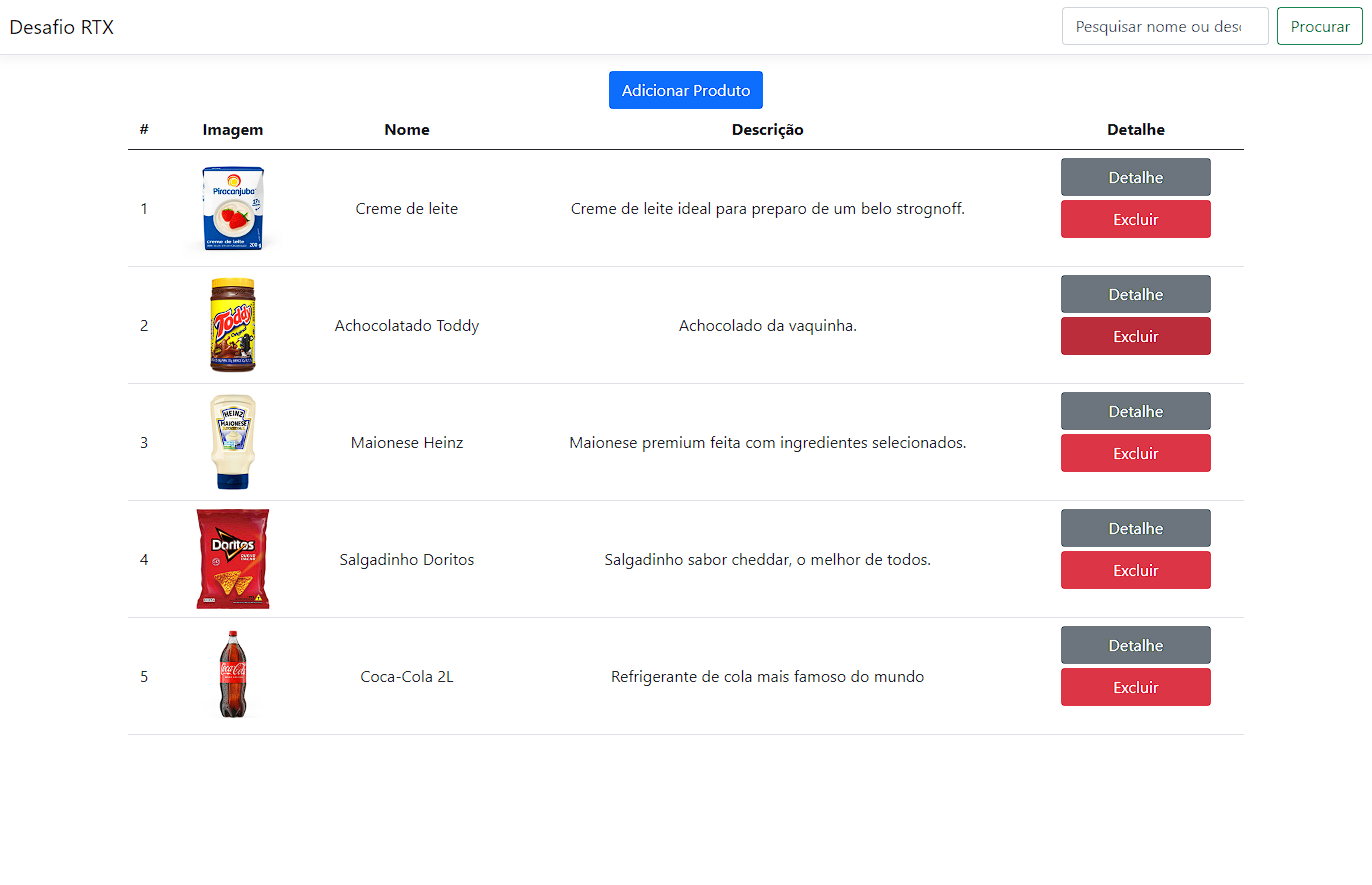 Desafio RTX
Pesquisar nome ou desc
Procurar
Adicionar Produto
# Imagem Nome Descrição Detalhe
Piracanjuba
creme de leite
200 g
1 Creme de leite Creme de leite ideal para preparo de um belo strognoff.
Detalhe
Excluir
Toddy
Original
2 Achocolatado Toddy Achocolado da vaquinha.
Detalhe
Excluir
HEINZ
MAIONESE
3 Maionese Heinz Maionese premium feita com ingredientes selecionados.
Detalhe
Excluir
Doritos
QUEIJO
NACHO
4 Salgadinho Doritos Salgadinho sabor cheddar, o melhor de todos.
Detalhe
Excluir
Coca-Cola
5 Coca-Cola 2L Refrigerante de cola mais famoso do mundo
Detalhe
Excluir